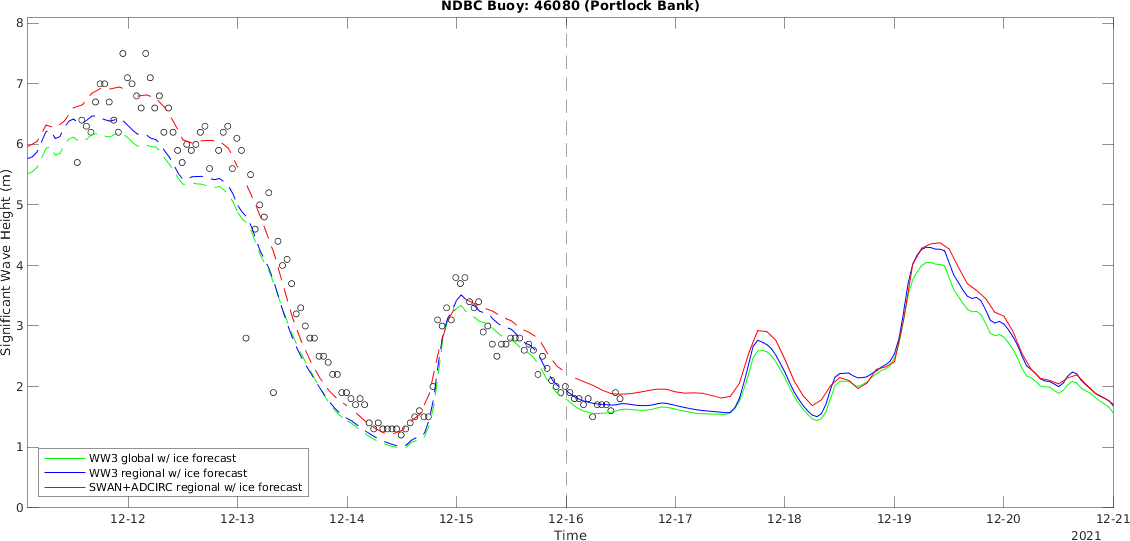 NDBC Buoy: 46080 (Portlock Bank)
Significant Wave Height (m)
8
7
6
5
4
3
2
1
0
WW3 global w/ ice forecast
WW3 regional w/ ice forecast
SWAN+ADCIRC regional w/ ice forecast
12-12 12-13 12-14 12-15 12-16 12-17 12-18 12-19 12-20 12-21
Time
2021